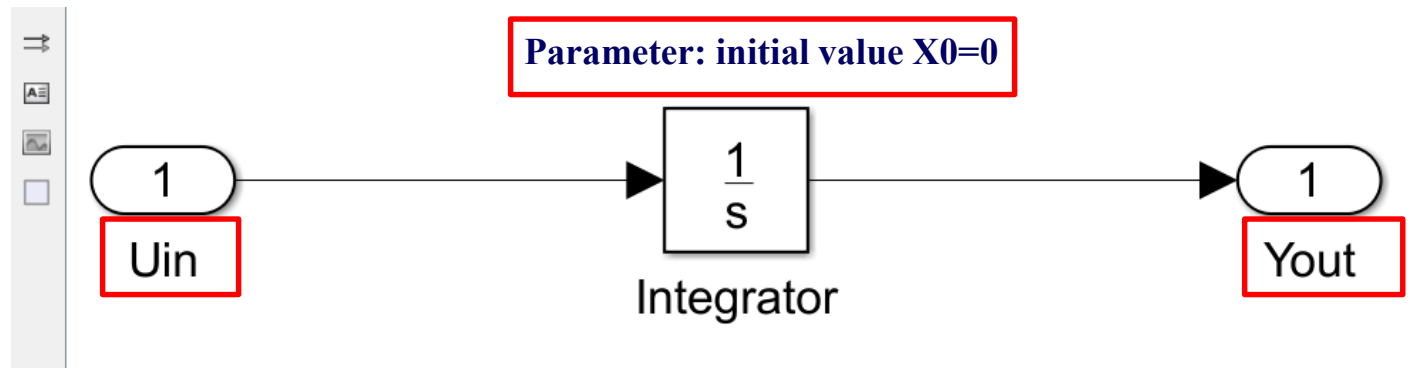 Parameter: initial value X0=0
A
1
1
s
1
Uin
Yout
Integrator